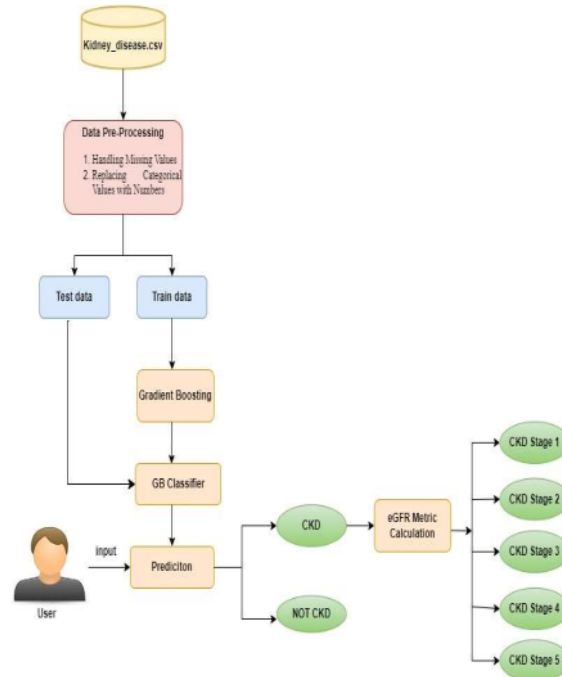 Kidney_disease.csv
Data Pre-Processing
1. Handling Missing Values
2. Replacing Categorical
Values with Numbers
Test data
Train data
Gradient Boosting
GB Classifier
input
Prediciton
User
CKD
NOT CKD
eGFR Metric
Calculation
CKD Stage 1
CKD Stage 2
CKD Stage 3
CKD Stage 4
CKD Stage 5